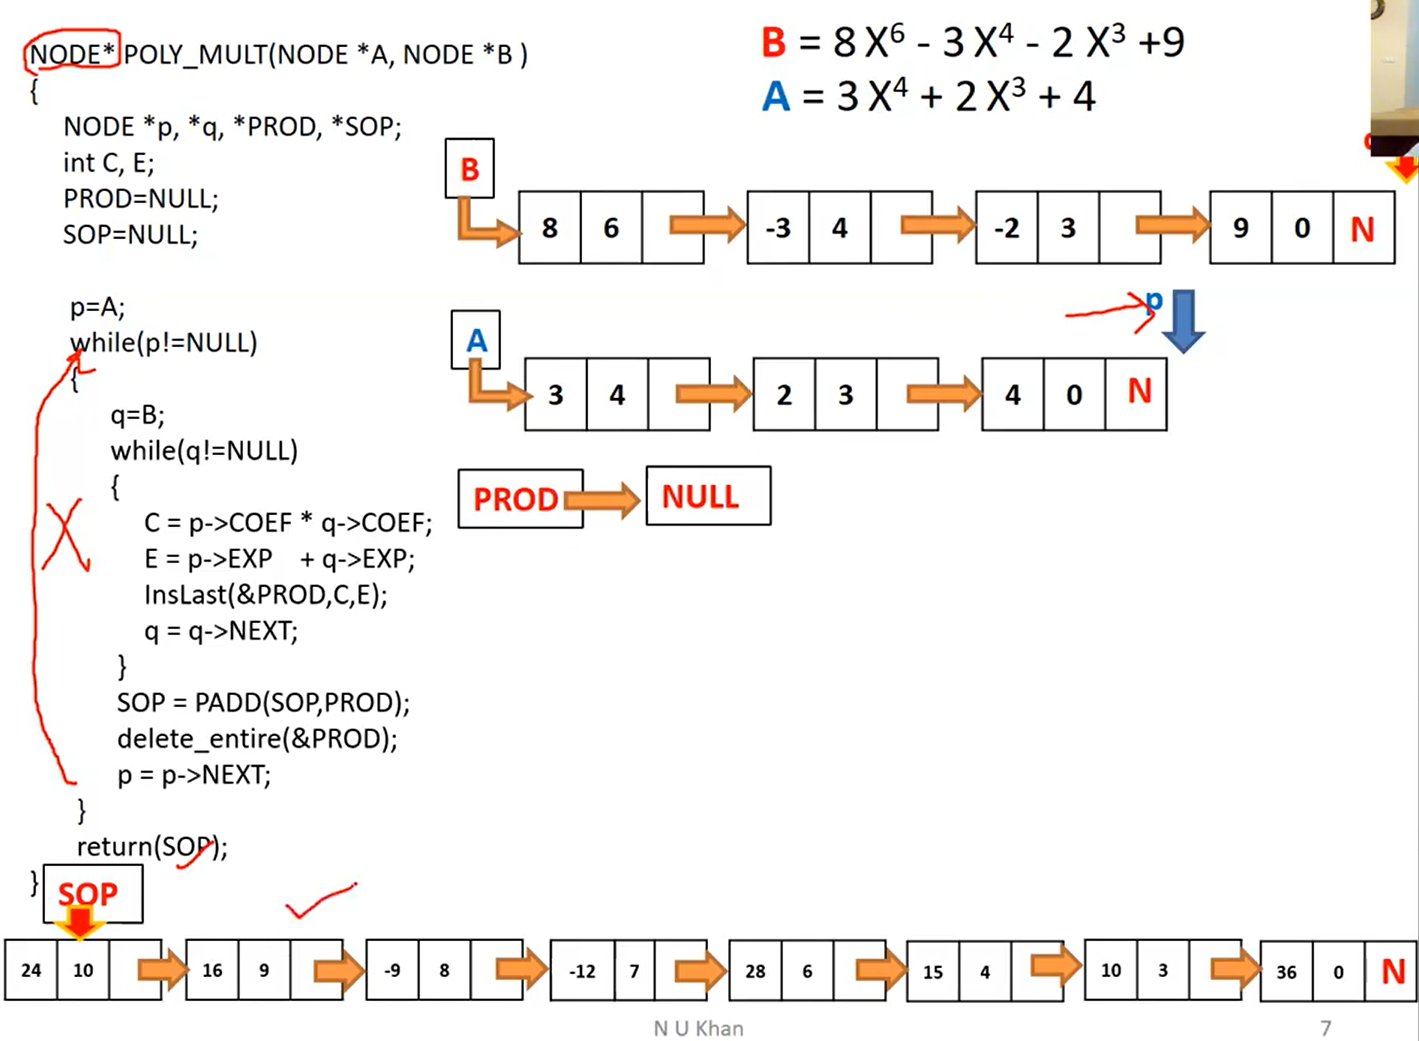 NODE* POLY_MULT(NODE *A, NODE *B )
{
NODE *p, *q, *PROD, *SOP;
int C, E;
PROD=NULL;
SOP=NULL;
p=A;
while(p!=NULL)
{
q=B;
while(q!=NULL)
{
C = p->COEF * q->COEF;
E = p->EXP + q->EXP;
InsLast(&PROD,C,E);
q = q->NEXT;
}
SOP = PADD(SOP,PROD);
delete_entire(&PROD);
p = p->NEXT;
}
return(SOP);
}
B = 8 X⁶ - 3 X⁴ - 2 X³ +9
A = 3 X⁴ + 2 X³ + 4
B
8 6 -3 4 -2 3 9 0 N
p
A
3 4 2 3 4 0 N
PROD NULL
SOP
24 10 16 9 -9 8 -12 7 28 6 15 4 10 3 36 0 N
N U Khan
7